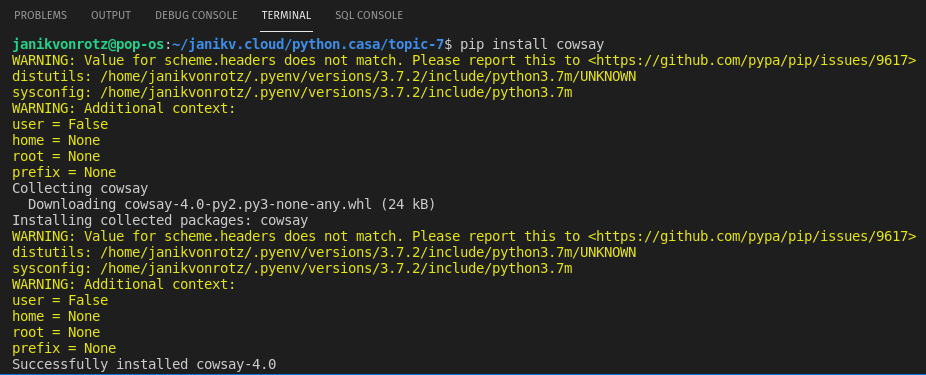 PROBLEMS OUTPUT DEBUG CONSOLE TERMINAL SQL CONSOLE
janikvonrotz@pop-os:~/janikv.cloud/python.casa/topic-7$ pip install cowsay
WARNING: Value for scheme.headers does not match. Please report this to <https://github.com/pypa/pip/issues/9617>
distutils: /home/janikvonrotz/.pyenv/versions/3.7.2/include/python3.7m/UNKNOWN
sysconfig: /home/janikvonrotz/.pyenv/versions/3.7.2/include/python3.7m
WARNING: Additional context:
user = False
home = None
root = None
prefix = None
Collecting cowsay
  Downloading cowsay-4.0-py2.py3-none-any.whl (24 kB)
Installing collected packages: cowsay
WARNING: Value for scheme.headers does not match. Please report this to <https://github.com/pypa/pip/issues/9617>
distutils: /home/janikvonrotz/.pyenv/versions/3.7.2/include/python3.7m/UNKNOWN
sysconfig: /home/janikvonrotz/.pyenv/versions/3.7.2/include/python3.7m
WARNING: Additional context:
user = False
home = None
root = None
prefix = None
Successfully installed cowsay-4.0